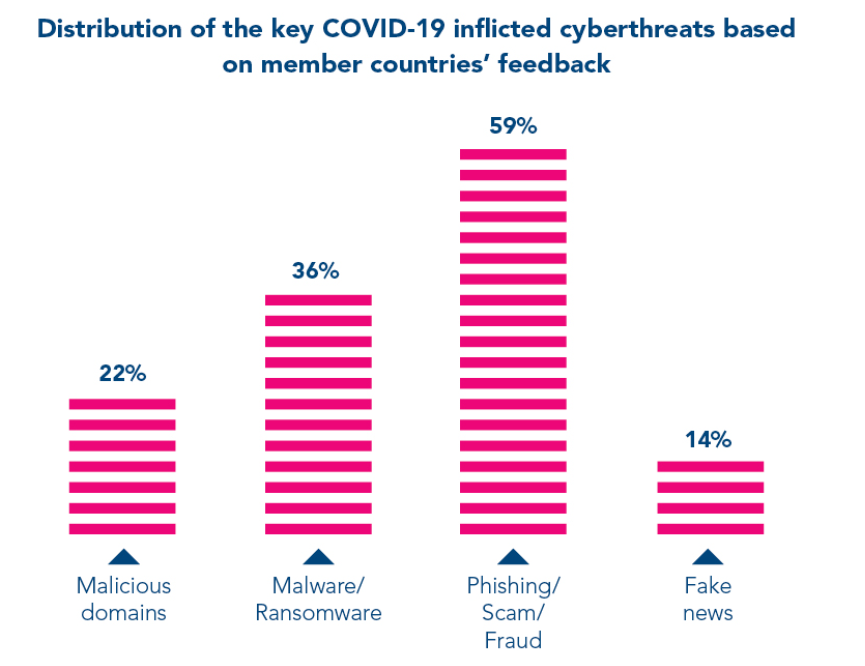 Distribution of the key COVID-19 inflicted cyberthreats based
on member countries’ feedback
59%
36%
22%
14%
Malicious
domains
Malware/
Ransomware
Phishing/
Scam/
Fraud
Fake
news